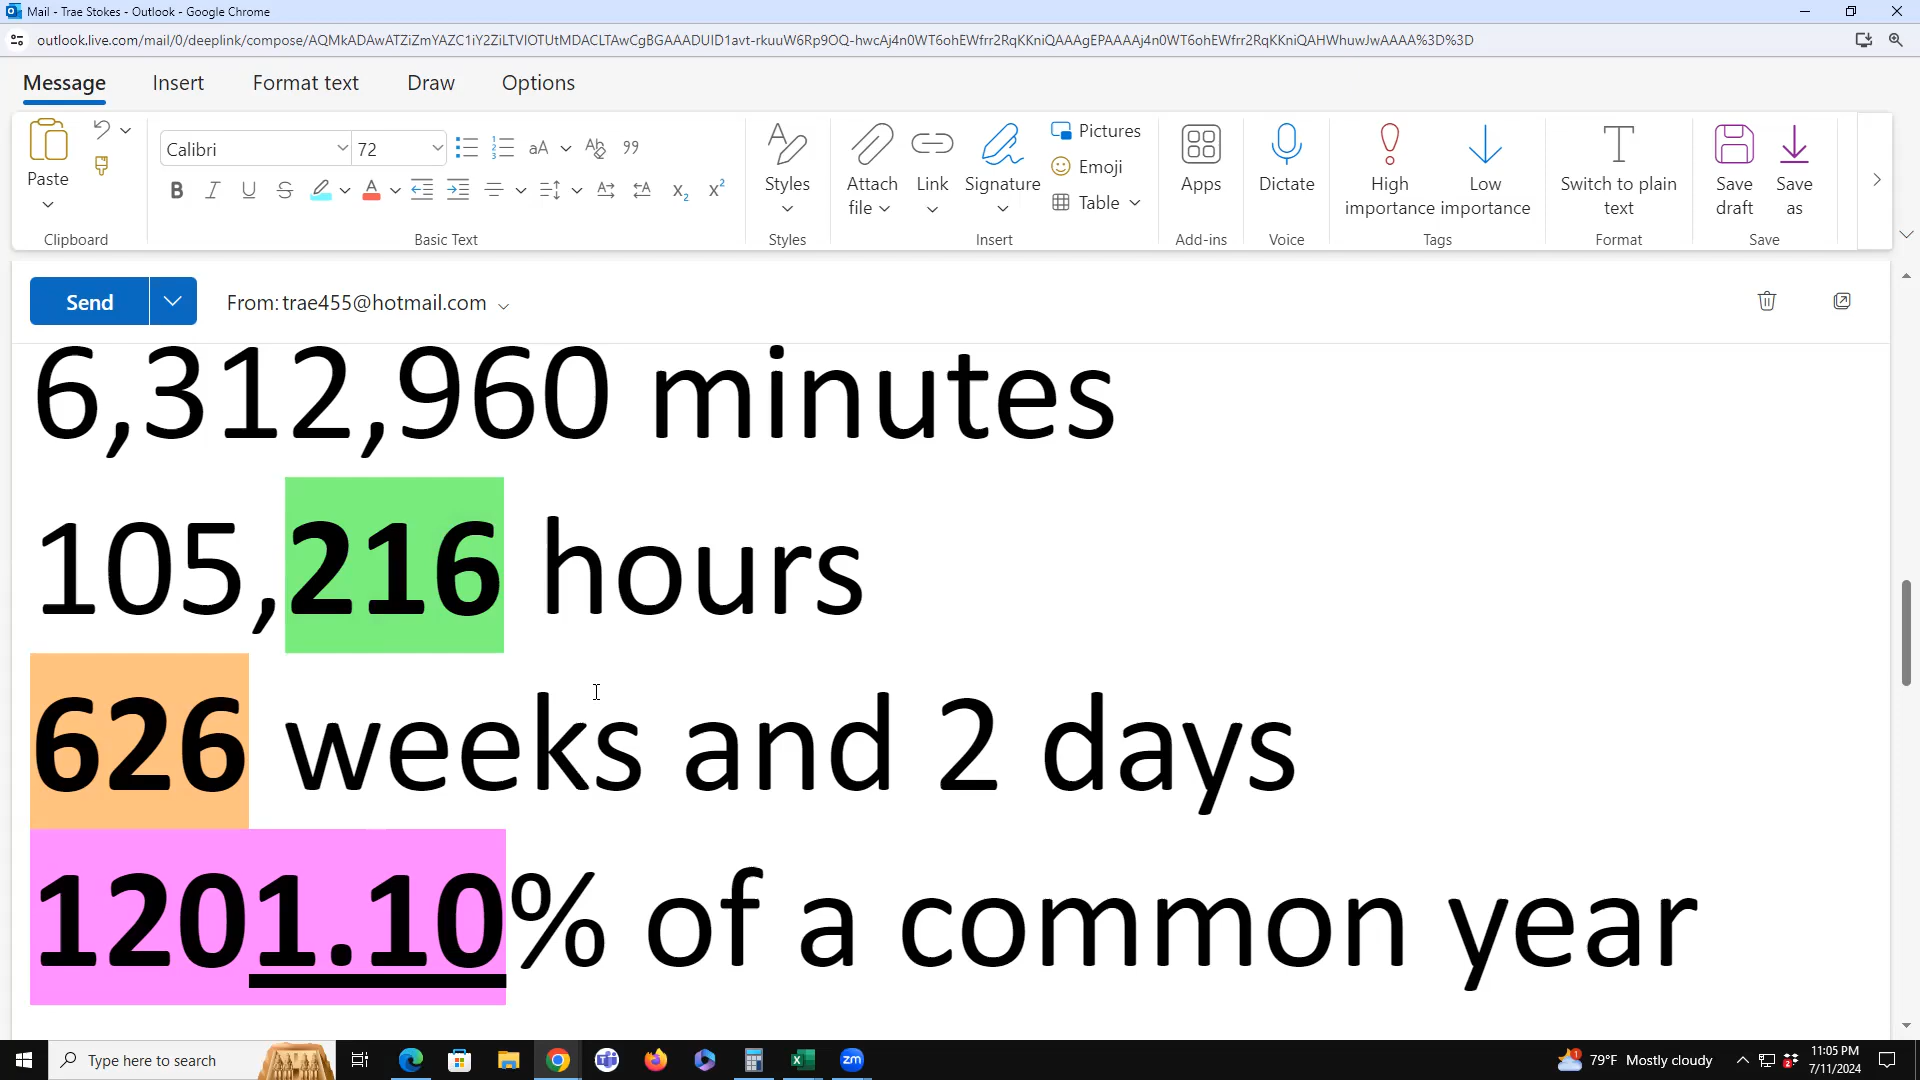 Mail - Trae Stokes - Outlook - Google Chrome
outlook.live.com/mail/0/deeplink/compose/AQMkADAwATZiZmYAZC1iY2ZiLTVlOTUtMDACLTAwCgBGAAADUID1avt-rkuuW6Rp9OQ-hwcAj4n0WT6ohEWfrr2RqKKniQAAAgEPAAAAj4n0WT6ohEWfrr2RqKKniQAHWhuwJwAAAA%3D%3D
Message Insert Format text Draw Options
Paste
Clipboard
Calibri 72
Basic Text
Styles
Styles
Attach file
Link
Signature
Pictures
Emoji
Table
Insert
Apps
Add-ins
Dictate
Voice
High importance
Low importance
Tags
Switch to plain text
Format
Save draft
Save as
Save
Send From: trae455@hotmail.com
6,312,960 minutes
105,216 hours
626 weeks and 2 days
1201.10% of a common year
Type here to search
zm
79°F Mostly cloudy
11:05 PM
7/11/2024